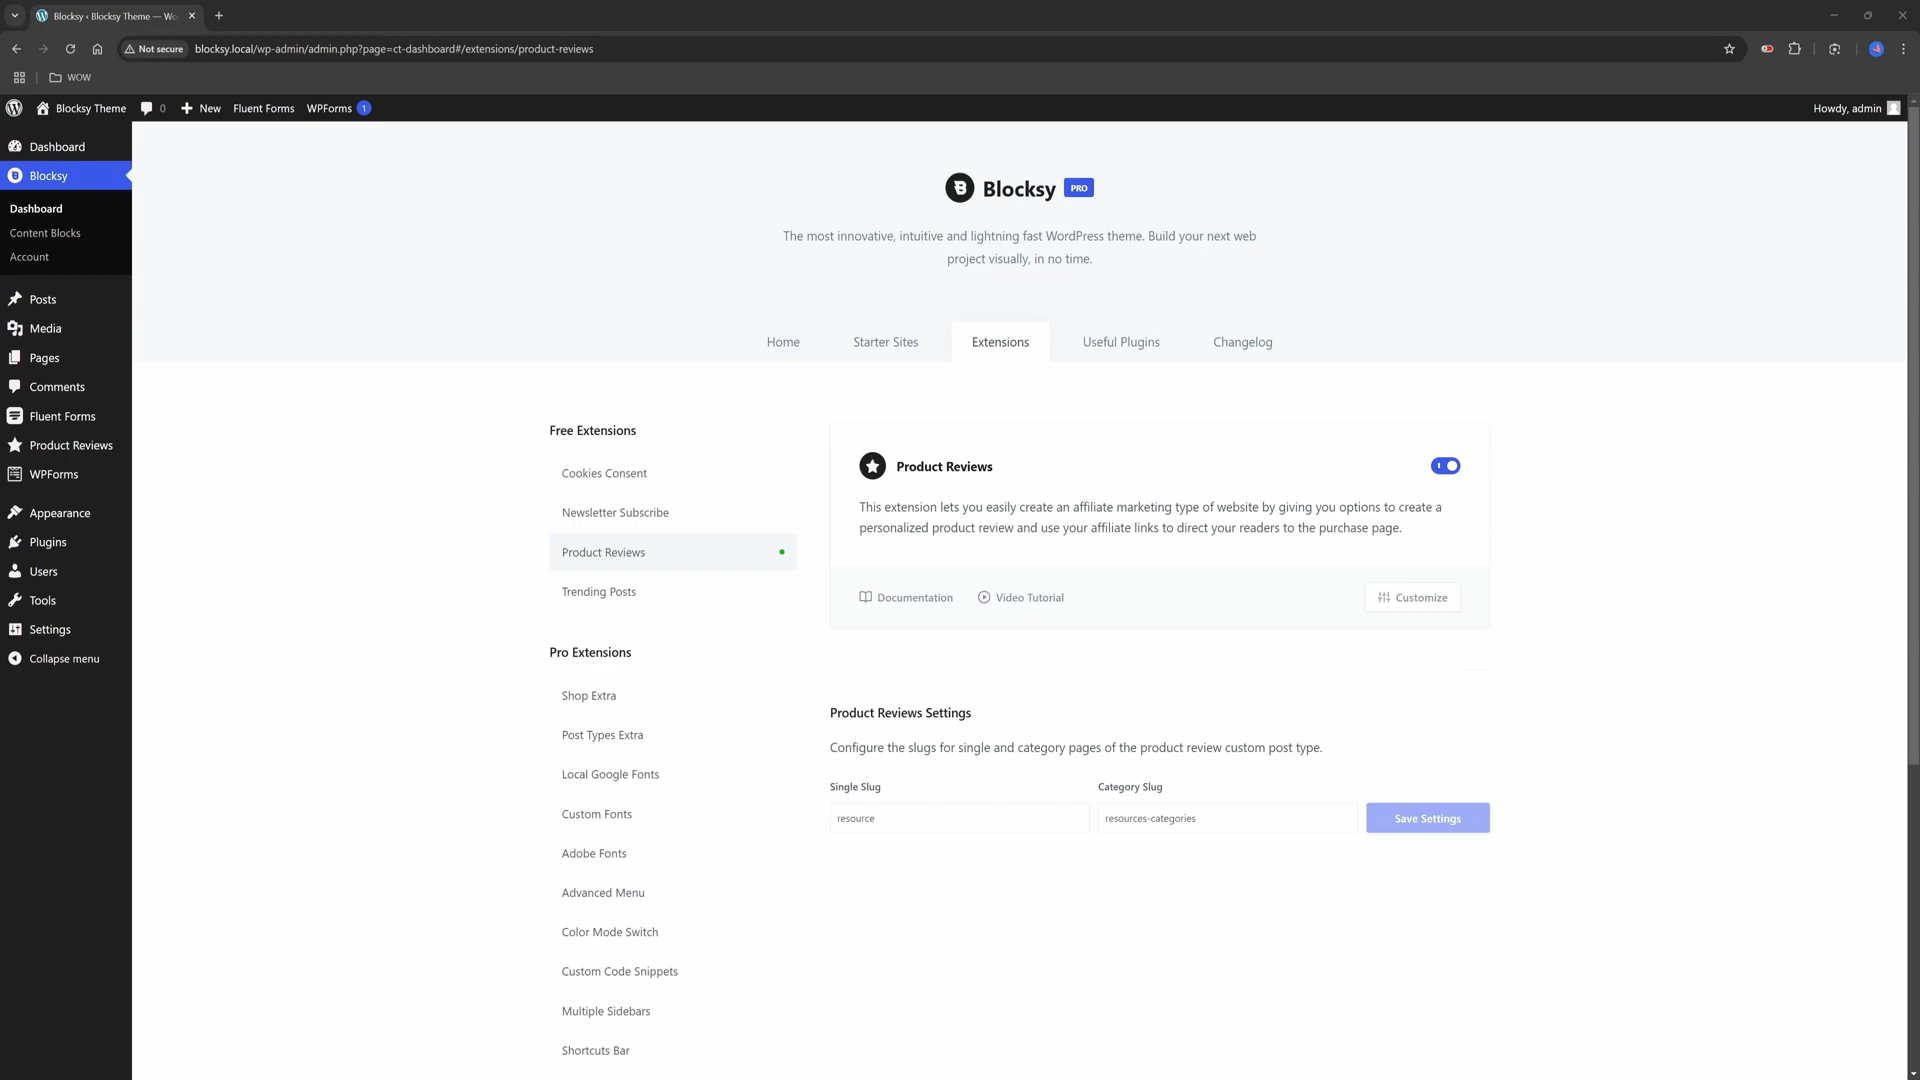 Blocksy ‹ Blocksy Theme — Wo
Not secure
blocksy.local/wp-admin/admin.php?page=ct-dashboard#/extensions/product-reviews
WOW
Blocksy Theme
0
New
Fluent Forms
WPForms
1
Howdy, admin
Dashboard
Blocksy
Dashboard
Content Blocks
Account
Posts
Media
Pages
Comments
Fluent Forms
Product Reviews
WPForms
Appearance
Plugins
Users
Tools
Settings
Collapse menu
Blocksy
PRO
The most innovative, intuitive and lightning fast WordPress theme. Build your next web
project visually, in no time.
Home
Starter Sites
Extensions
Useful Plugins
Changelog
Free Extensions
Cookies Consent
Newsletter Subscribe
Product Reviews
Trending Posts
Pro Extensions
Shop Extra
Post Types Extra
Local Google Fonts
Custom Fonts
Adobe Fonts
Advanced Menu
Color Mode Switch
Custom Code Snippets
Multiple Sidebars
Shortcuts Bar
Product Reviews
This extension lets you easily create an affiliate marketing type of website by giving you options to create a
personalized product review and use your affiliate links to direct your readers to the purchase page.
Documentation
Video Tutorial
Customize
Product Reviews Settings
Configure the slugs for single and category pages of the product review custom post type.
Single Slug
Category Slug
resource
resources-categories
Save Settings